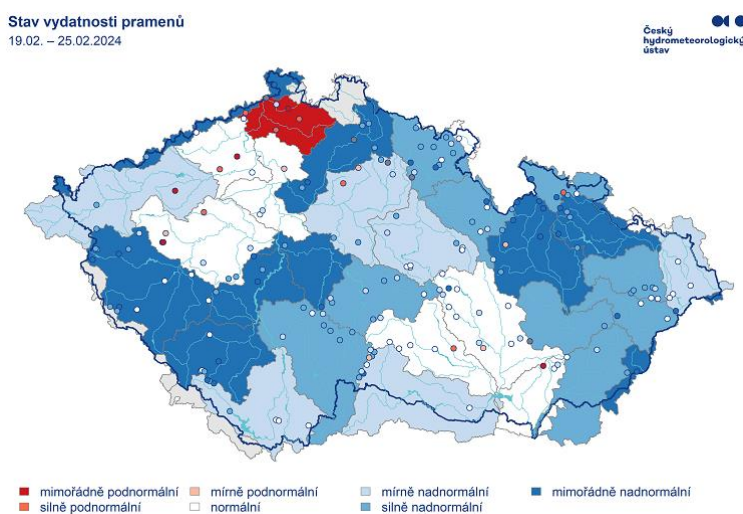 Stav vydatnosti pramenů
19.02. – 25.02.2024
Český
hydrometeorologický
ústav
mimořádně podnormální
mírně podnormální
mírně nadnormální
mimořádně nadnormální
silně podnormální
normální
silně nadnormální